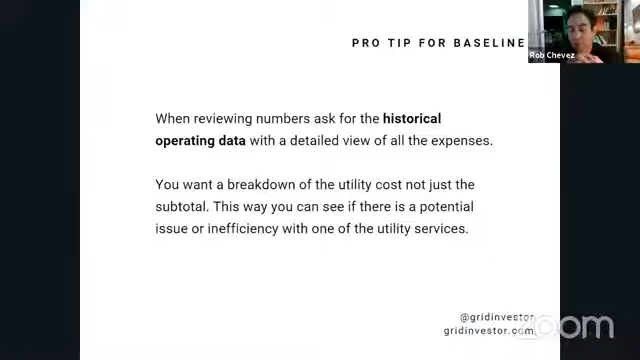 PRO TIP FOR BASELINE
Rob Chevez
When reviewing numbers ask for the historical
operating data with a detailed view of all the expenses.
You want a breakdown of the utility cost not just the
subtotal. This way you can see if there is a potential
issue or inefficiency with one of the utility services.
@gridinvestor
gridinvestor.com
zoom